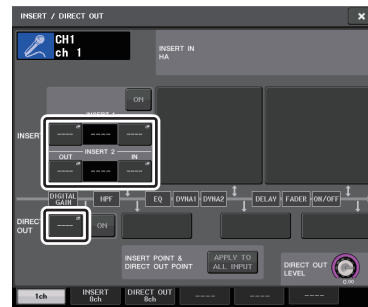 INSERT / DIRECT OUT
CH1
ch 1
INSERT IN
HA
ON
INSERT 1
INSERT
---- ---- ----
OUT INSERT 2 IN
---- ---- ----
DIGITAL GAIN HPF EQ DYNA1 DYNA2 DELAY FADER ON/OFF
DIRECT
OUT
---- ON
INSERT POINT &
DIRECT OUT POINT
APPLY TO
ALL INPUT
DIRECT OUT
LEVEL
0.00
1ch
INSERT
8ch
DIRECT OUT
8ch
---- ---- ----